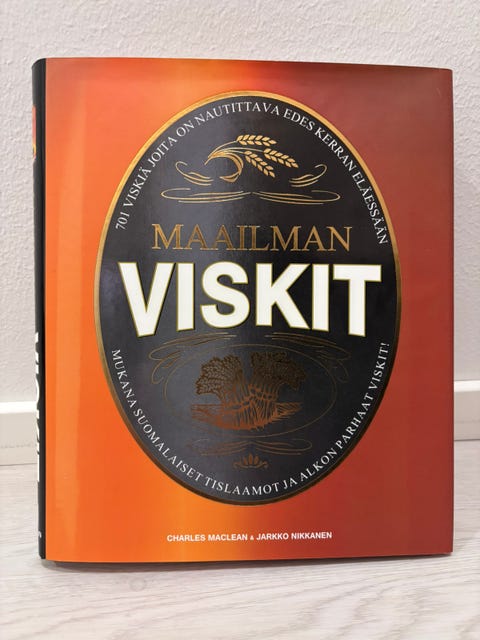 701 VISKIÄ JOITA ON NAUTITTAVA EDES KERRAN ELÄESSÄÄN
MAAILMAN
VISKIT
MUKANA SUOMALAISET TISLAAMOT JA ALKON PARHAAT VISKIT!
CHARLES MACLEAN & JARKKO NIKKANEN